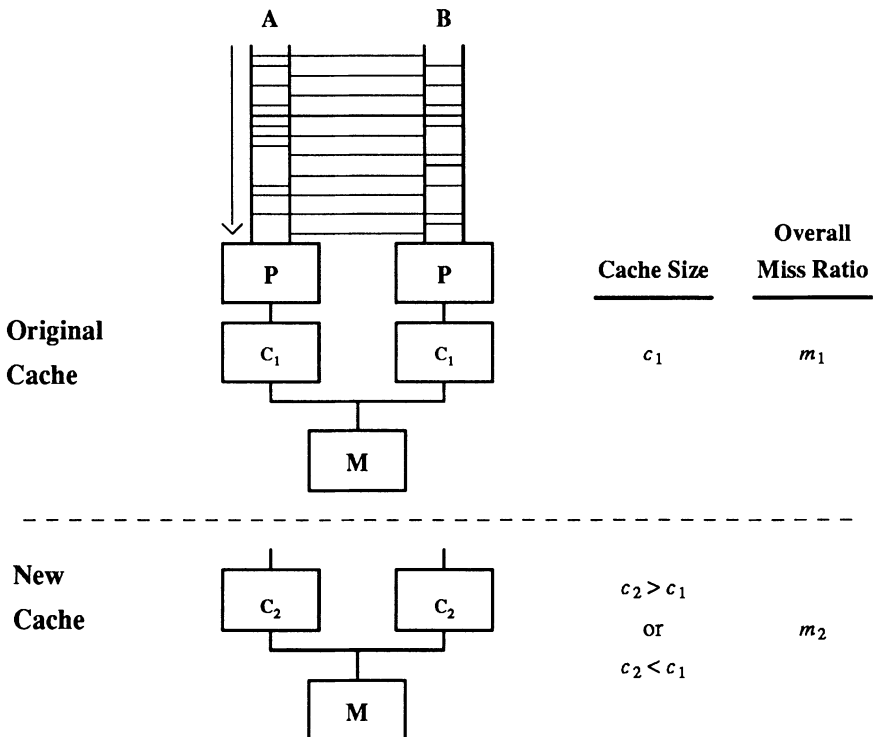 A B
P P
Overall
Cache Size Miss Ratio
Original
Cache
C₁ C₁ c₁ m₁
M
New
Cache
C₂ C₂
c₂ > c₁
or
c₂ < c₁
m₂
M